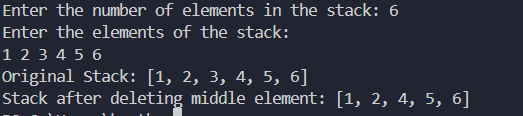 Enter the number of elements in the stack: 6
Enter the elements of the stack:
1 2 3 4 5 6
Original Stack: [1, 2, 3, 4, 5, 6]
Stack after deleting middle element: [1, 2, 4, 5, 6]